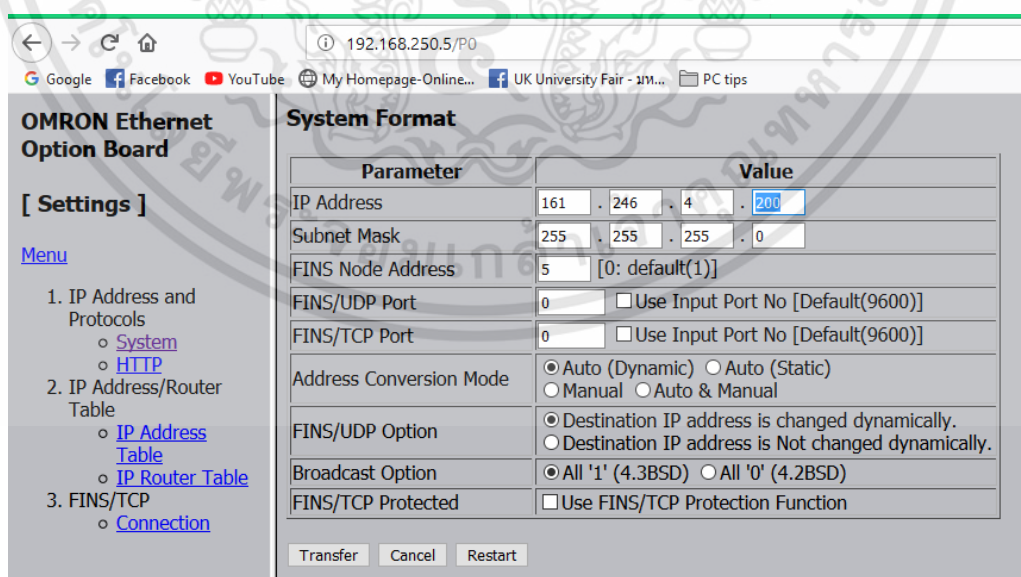 192.168.250.5/P0
Google Facebook YouTube My Homepage-Online... UK University Fair - มห... PC tips
OMRON Ethernet
Option Board
[ Settings ]
Menu
1. IP Address and
Protocols
System
HTTP
2. IP Address/Router
Table
IP Address
Table
IP Router Table
3. FINS/TCP
Connection
System Format
Parameter Value
IP Address 161 . 246 . 4 . 200
Subnet Mask 255 . 255 . 255 . 0
FINS Node Address 5 [0: default(1)]
FINS/UDP Port 0 Use Input Port No [Default(9600)]
FINS/TCP Port 0 Use Input Port No [Default(9600)]
Address Conversion Mode Auto (Dynamic) Auto (Static)
Manual Auto & Manual
FINS/UDP Option Destination IP address is changed dynamically.
Destination IP address is Not changed dynamically.
Broadcast Option All '1' (4.3BSD) All '0' (4.2BSD)
FINS/TCP Protected Use FINS/TCP Protection Function
Transfer Cancel Restart